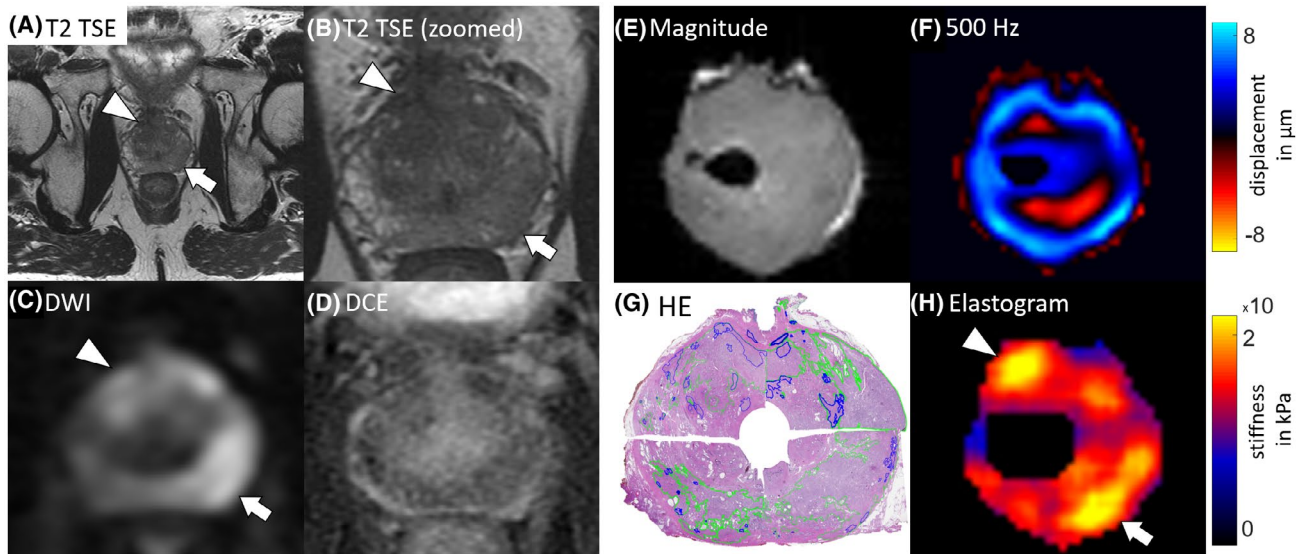 (A) T2 TSE
(B) T2 TSE (zoomed)
(E) Magnitude
(F) 500 Hz
8
displacement
in µm
-8
(C) DWI
(D) DCE
(G) HE
(H) Elastogram
x10
2
stiffness
in kPa
0